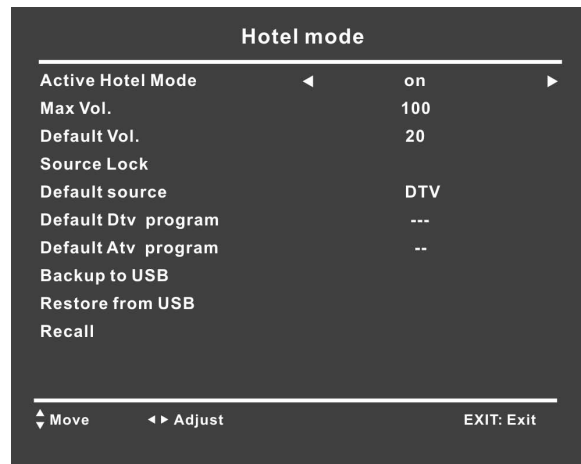 Hotel mode
Active Hotel Mode ◀ on ▶
Max Vol. 100
Default Vol. 20
Source Lock
Default source DTV
Default Dtv program ---
Default Atv program --
Backup to USB
Restore from USB
Recall
▲▼ Move ◀▶ Adjust EXIT: Exit